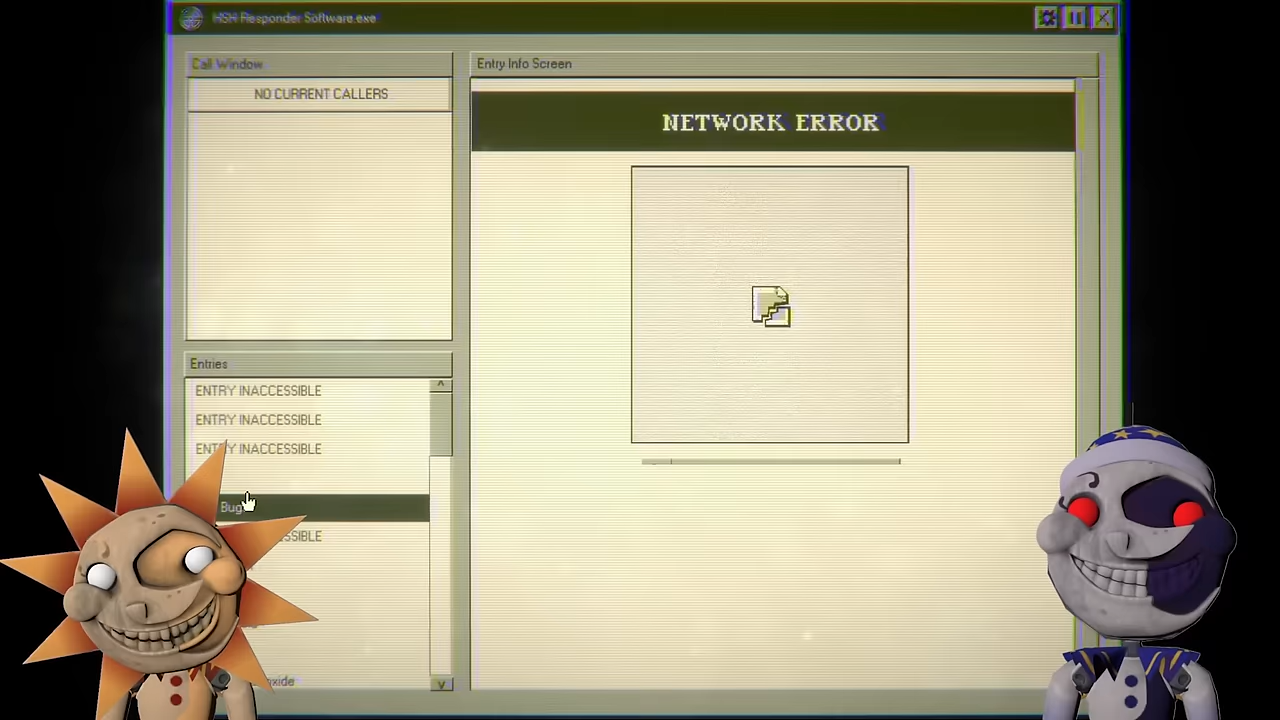 HSH Responder Software.exe
Call Window
NO CURRENT CALLERS
Entry Info Screen
NETWORK ERROR
Entries
ENTRY INACCESSIBLE
ENTRY INACCESSIBLE
ENTRY INACCESSIBLE